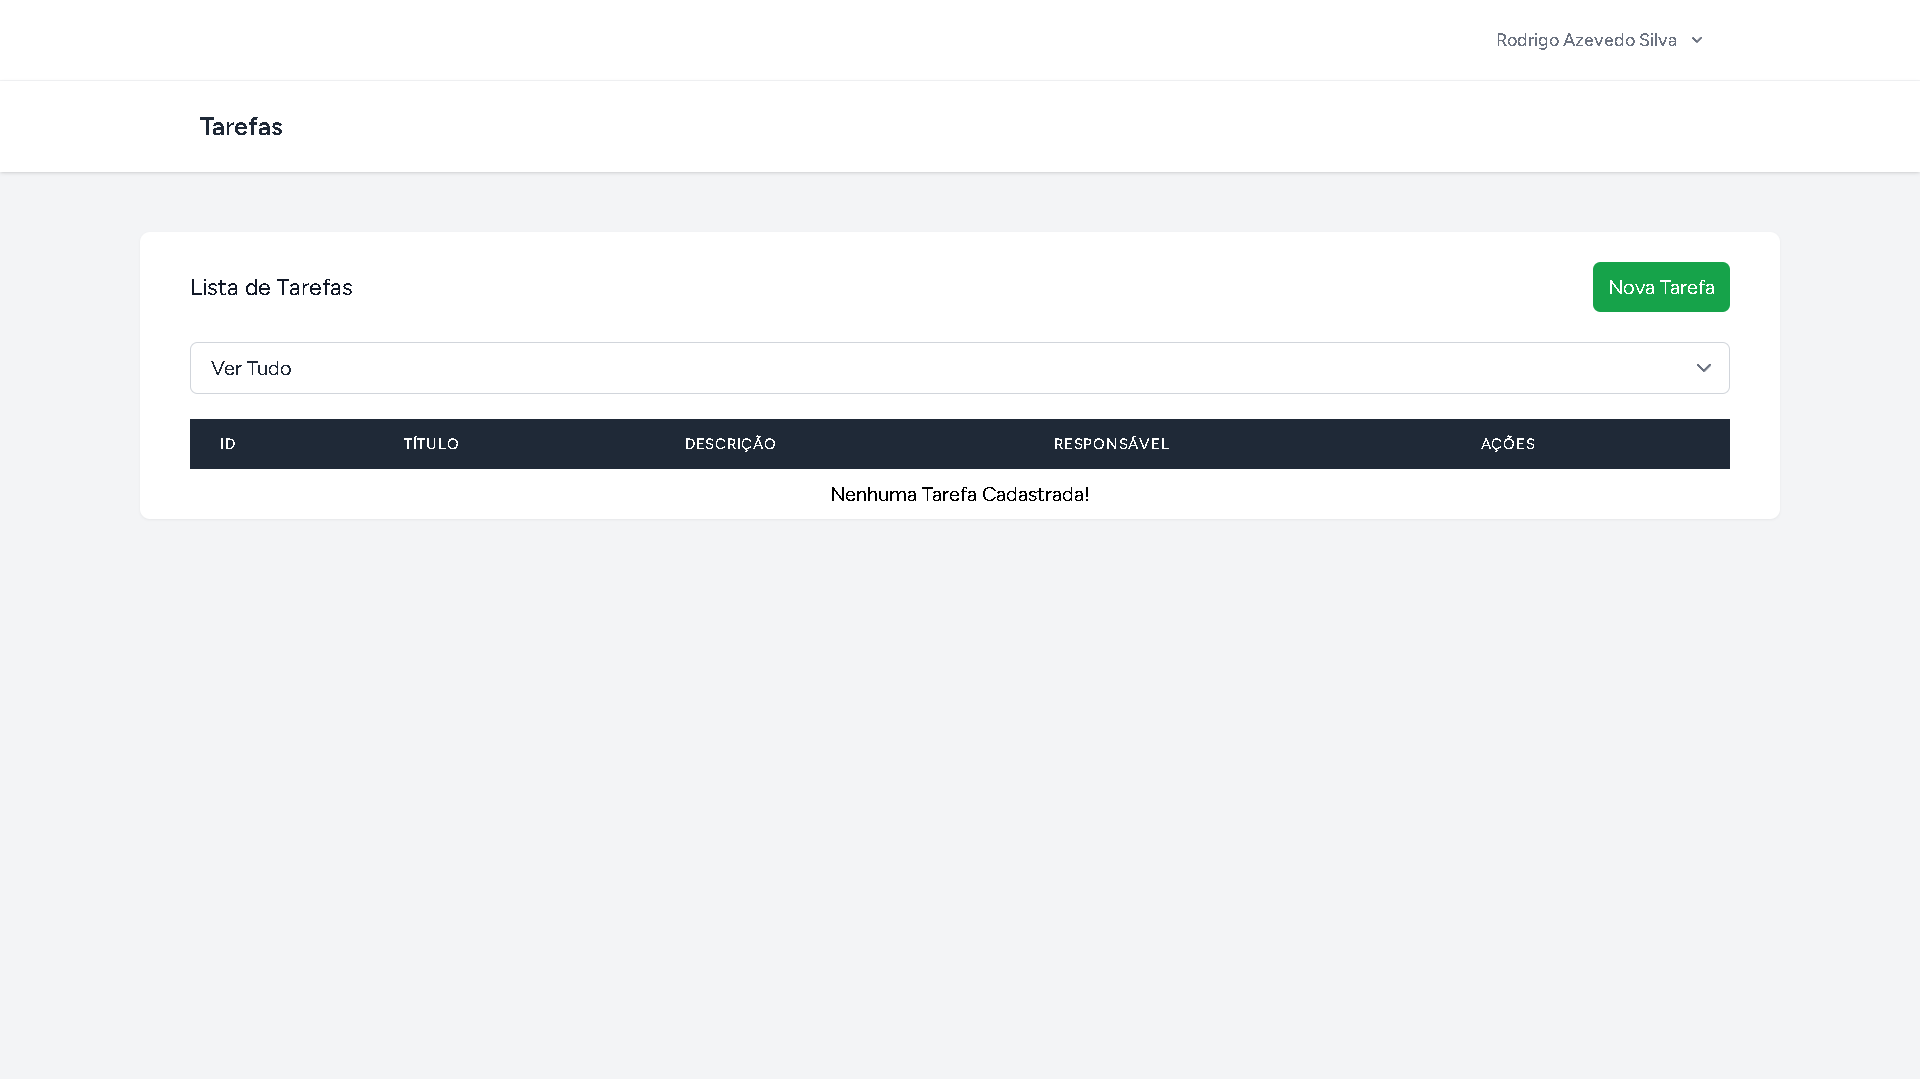 Rodrigo Azevedo Silva
Tarefas
Lista de Tarefas
Nova Tarefa
Ver Tudo
ID TÍTULO DESCRIÇÃO RESPONSÁVEL AÇÕES
Nenhuma Tarefa Cadastrada!